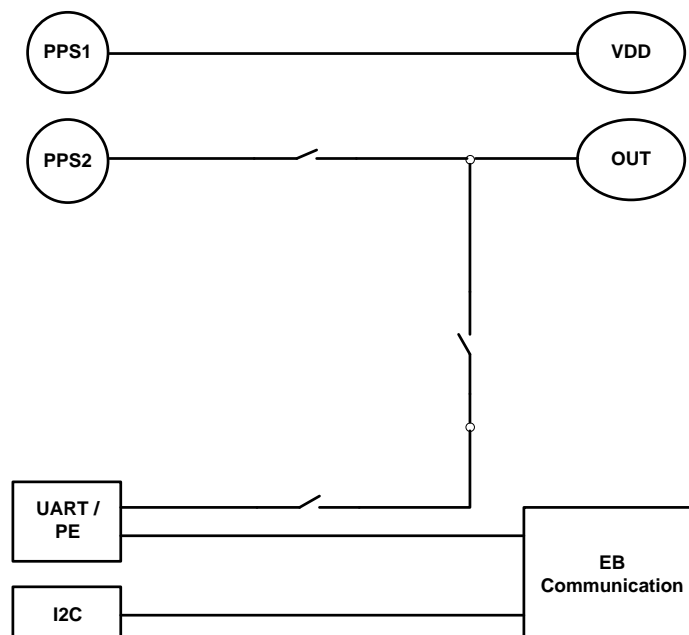 PPS1
VDD
PPS2
OUT
UART /
PE
EB
Communication
I2C